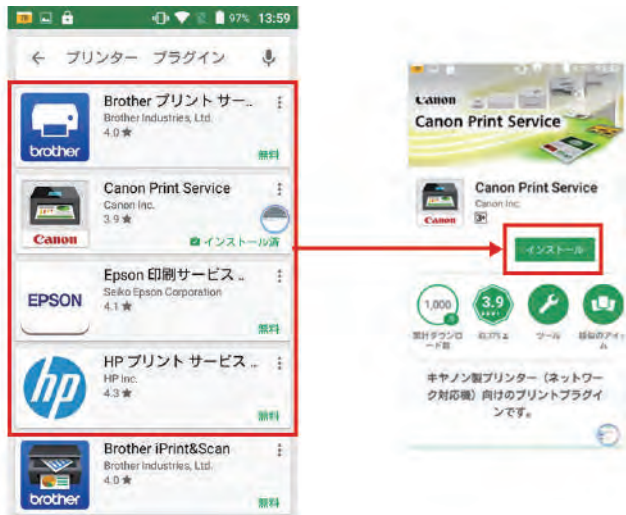 97% 13:59
プリンター プラグイン
Brother プリント サー..
Brother Industries, Ltd.
4.0★
無料
brother
Canon Print Service
Canon Inc.
3.9★
インストール済
Canon
Epson 印刷サービス ..
Seiko Epson Corporation
4.1★
無料
EPSON
HP プリント サービス ..
HP Inc.
4.3★
無料
hp
Brother iPrint&Scan
Brother Industries, Ltd.
4.0★
無料
brother
Canon
Canon Print Service
Canon Print Service
Canon Inc.
3+
Canon
インストール
1,000
3.9
ツール
キヤノン製プリンター(ネットワー
ク対応機)向けのプリントプラグイ
ンです。